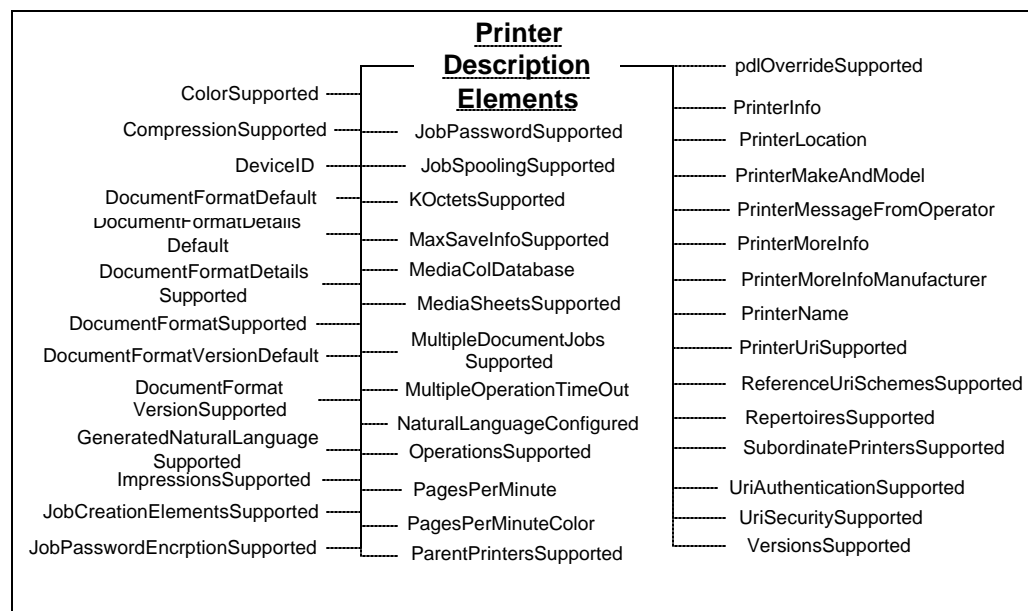 Printer
Description
Elements
ColorSupported
CompressionSupported
DeviceID
DocumentFormatDefault
DocumentFormatDetails
Default
DocumentFormatDetails
Supported
DocumentFormatSupported
DocumentFormatVersionDefault
DocumentFormat
VersionSupported
GeneratedNaturalLanguage
Supported
ImpressionsSupported
JobCreationElementsSupported
JobPasswordEncrptionSupported
JobPasswordSupported
JobSpoolingSupported
KOctetsSupported
MaxSaveInfoSupported
MediaColDatabase
MediaSheetsSupported
MultipleDocumentJobs
Supported
MultipleOperationTimeOut
NaturalLanguageConfigured
OperationsSupported
PagesPerMinute
PagesPerMinuteColor
ParentPrintersSupported
pdlOverrideSupported
PrinterInfo
PrinterLocation
PrinterMakeAndModel
PrinterMessageFromOperator
PrinterMoreInfo
PrinterMoreInfoManufacturer
PrinterName
PrinterUriSupported
ReferenceUriSchemesSupported
RepertoiresSupported
SubordinatePrintersSupported
UriAuthenticationSupported
UriSecuritySupported
VersionsSupported